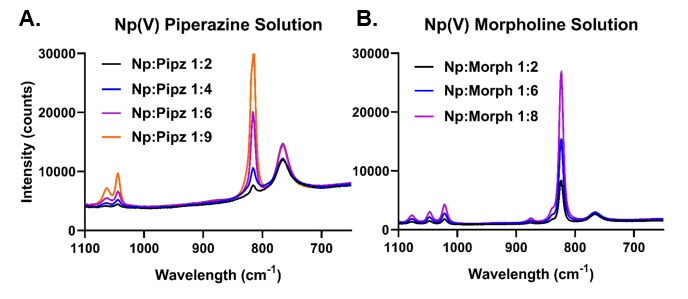 A.
Np(V) Piperazine Solution
Intensity (counts)
30000
20000
10000
0
Np:Pipz 1:2
Np:Pipz 1:4
Np:Pipz 1:6
Np:Pipz 1:9
1100 1000 900 800 700
Wavelength (cm-1)
B.
Np(V) Morpholine Solution
30000
20000
10000
0
Np:Morph 1:2
Np:Morph 1:6
Np:Morph 1:8
1100 1000 900 800 700
Wavelength (cm-1)